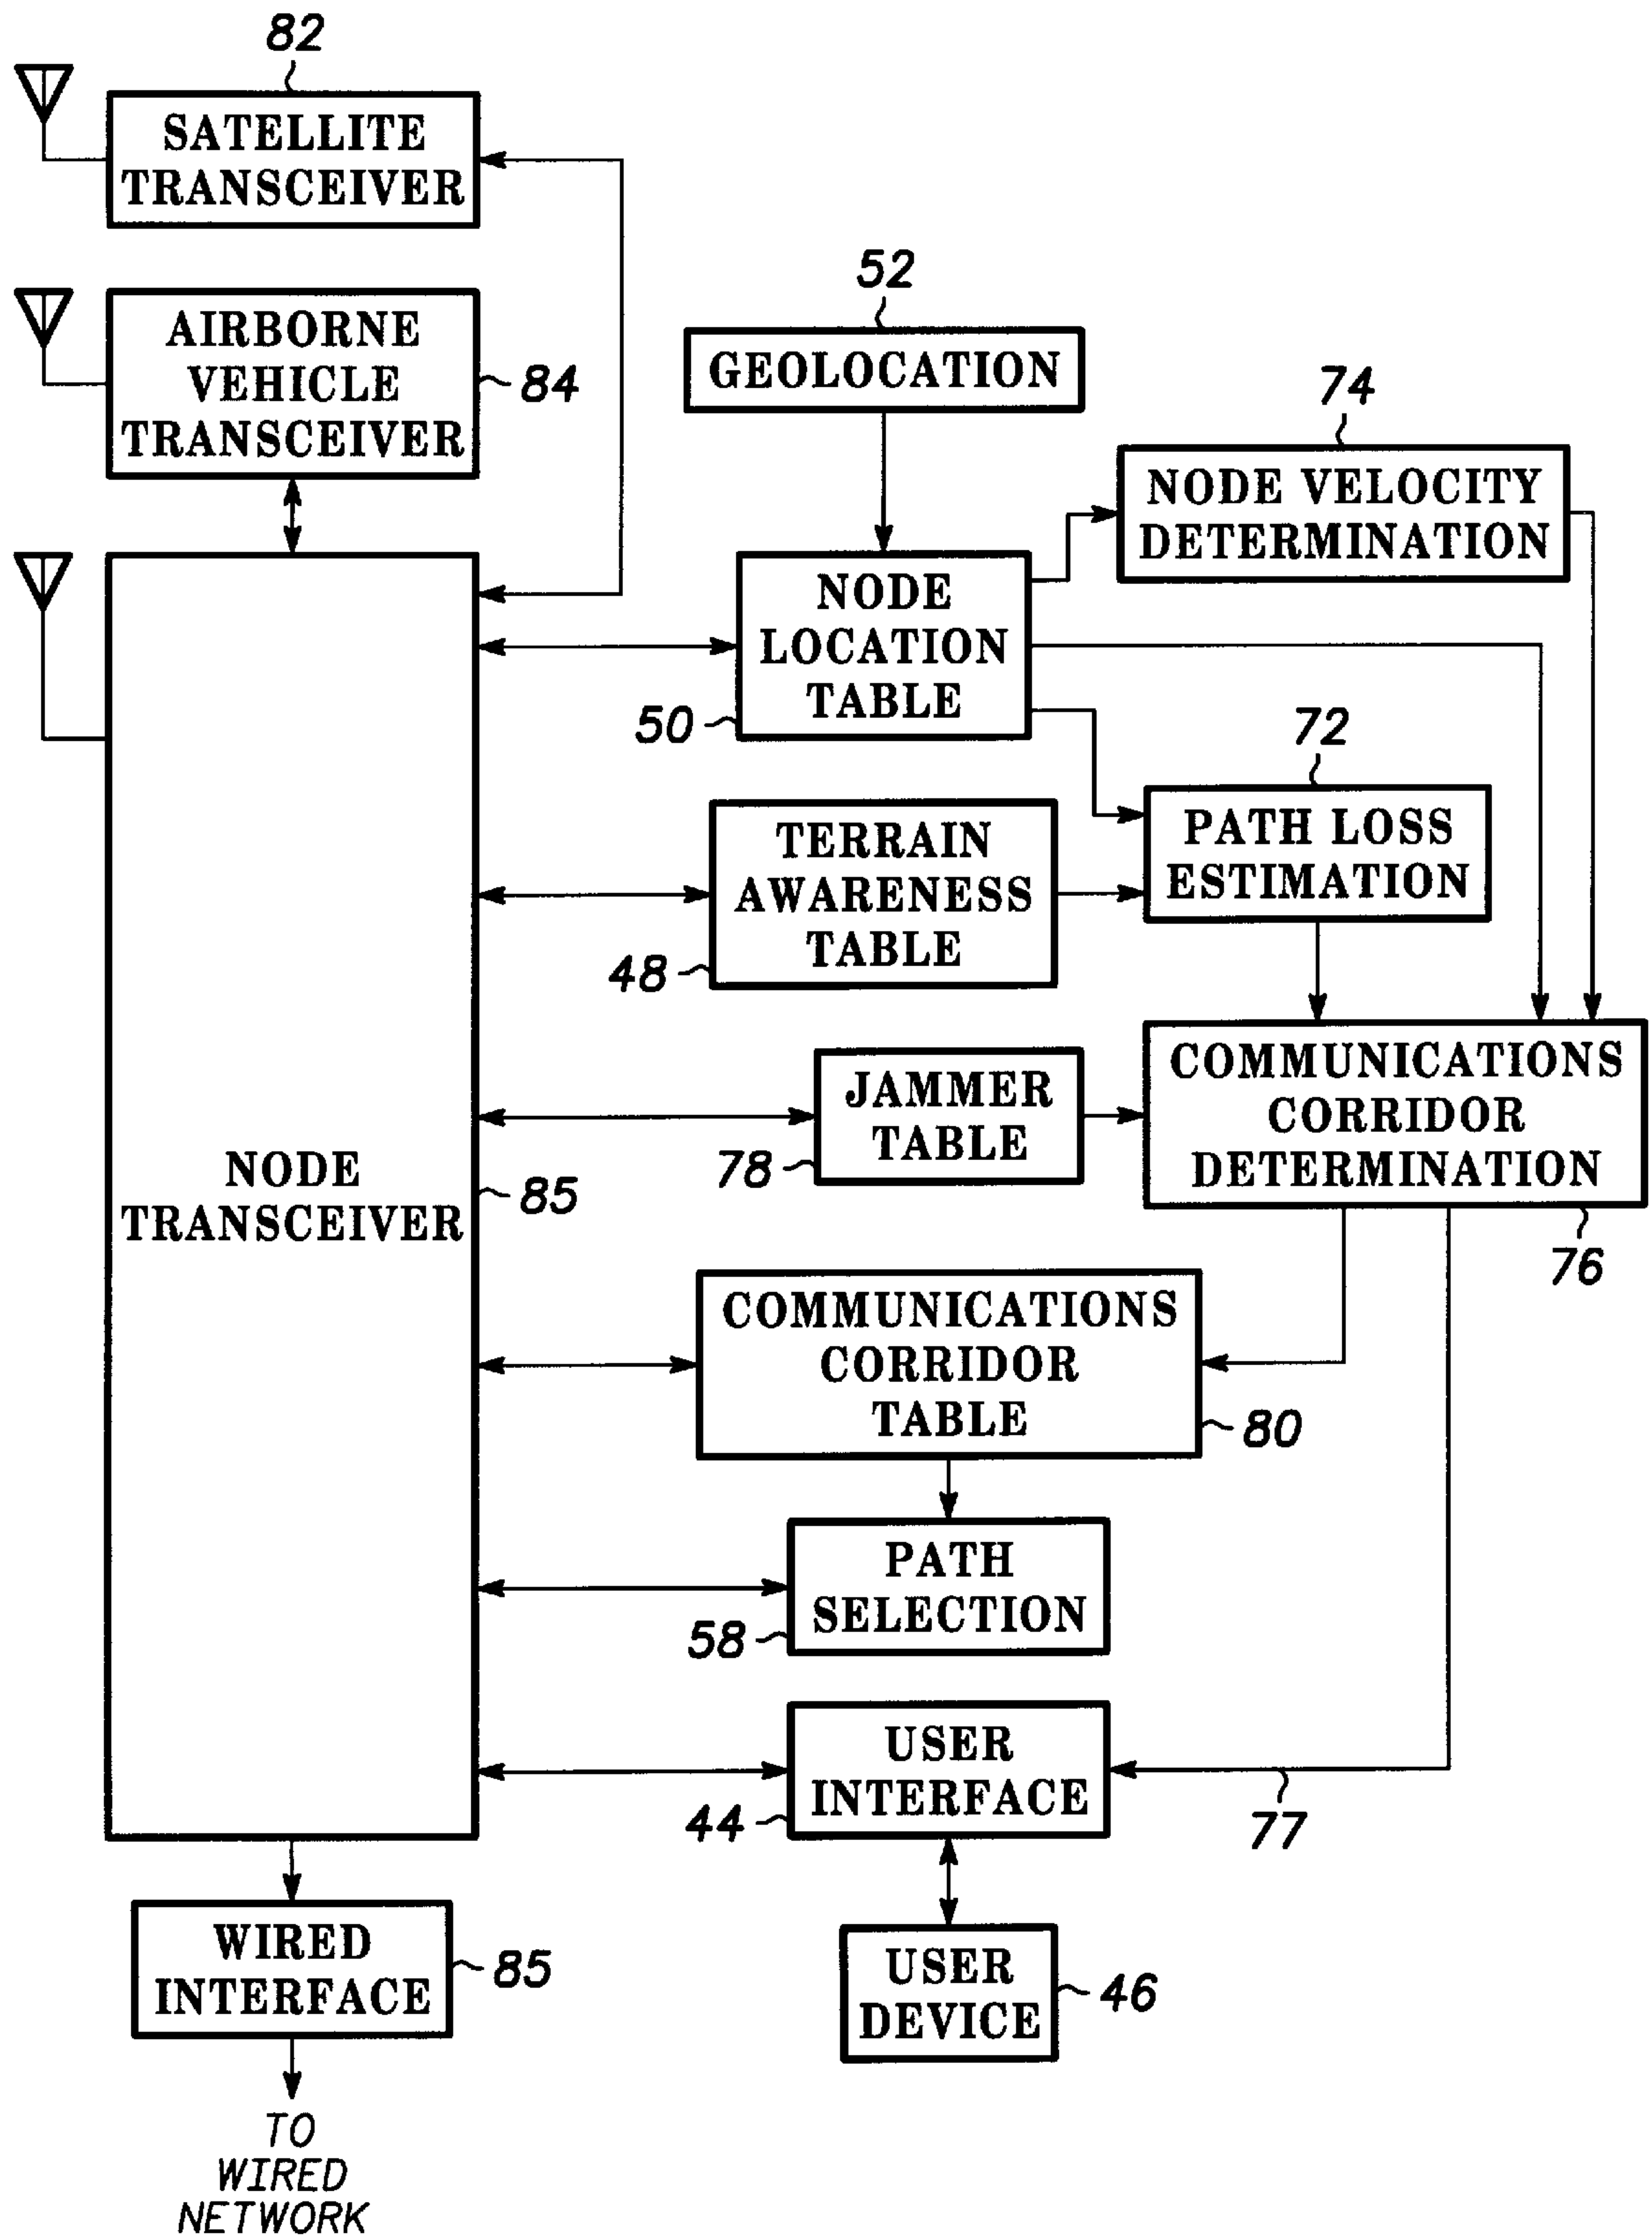 82
SATELLITE
TRANSCEIVER
AIRBORNE
VEHICLE
TRANSCEIVER
84
52
GEOLOCATION
74
NODE VELOCITY
DETERMINATION
NODE
LOCATION
TABLE
50
72
PATH LOSS
ESTIMATION
TERRAIN
AWARENESS
TABLE
48
JAMMER
TABLE
78
COMMUNICATIONS
CORRIDOR
DETERMINATION
76
NODE
TRANSCEIVER
85
COMMUNICATIONS
CORRIDOR
TABLE
80
PATH
SELECTION
58
USER
INTERFACE
44
77
WIRED
INTERFACE
85
USER
DEVICE
46
TO
WIRED
NETWORK